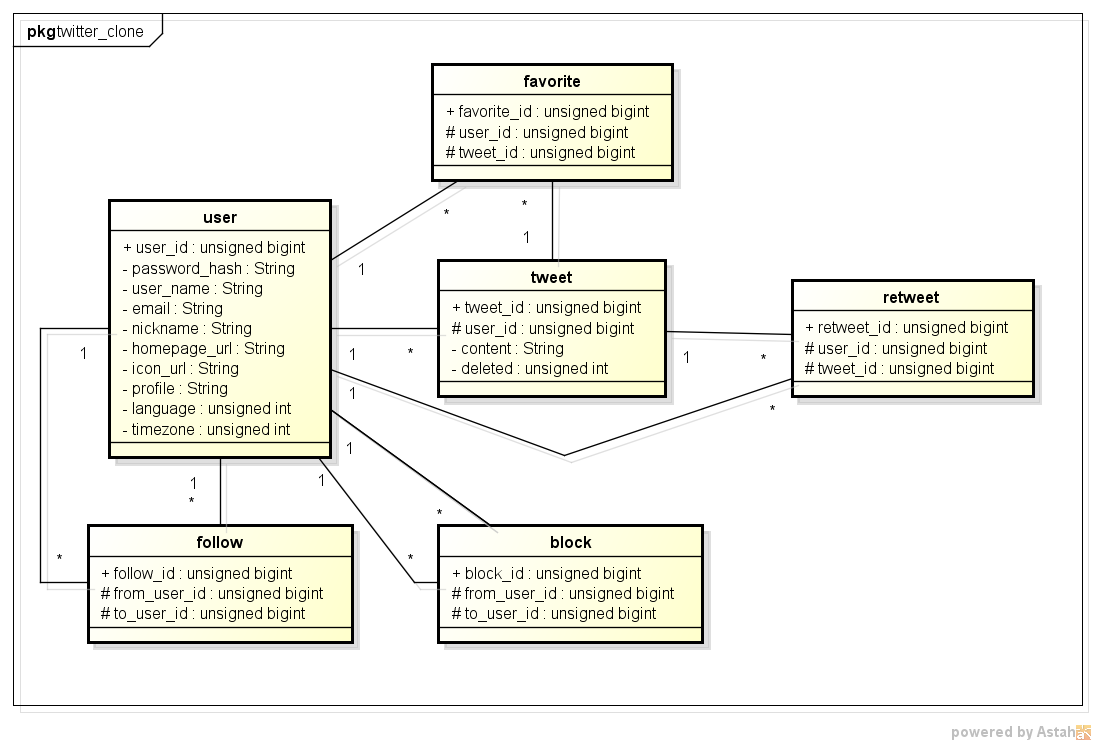 pkg twitter_clone
favorite
+ favorite_id : unsigned bigint
# user_id : unsigned bigint
# tweet_id : unsigned bigint
*
*
1
1
user
+ user_id : unsigned bigint
- password_hash : String
- user_name : String
- email : String
- nickname : String
- homepage_url : String
- icon_url : String
- profile : String
- language : unsigned int
- timezone : unsigned int
tweet
+ tweet_id : unsigned bigint
# user_id : unsigned bigint
- content : String
- deleted : unsigned int
retweet
+ retweet_id : unsigned bigint
# user_id : unsigned bigint
# tweet_id : unsigned bigint
1
1
*
1
*
1
*
1
1
1
*
*
*
*
follow
+ follow_id : unsigned bigint
# from_user_id : unsigned bigint
# to_user_id : unsigned bigint
block
+ block_id : unsigned bigint
# from_user_id : unsigned bigint
# to_user_id : unsigned bigint
powered by Astah